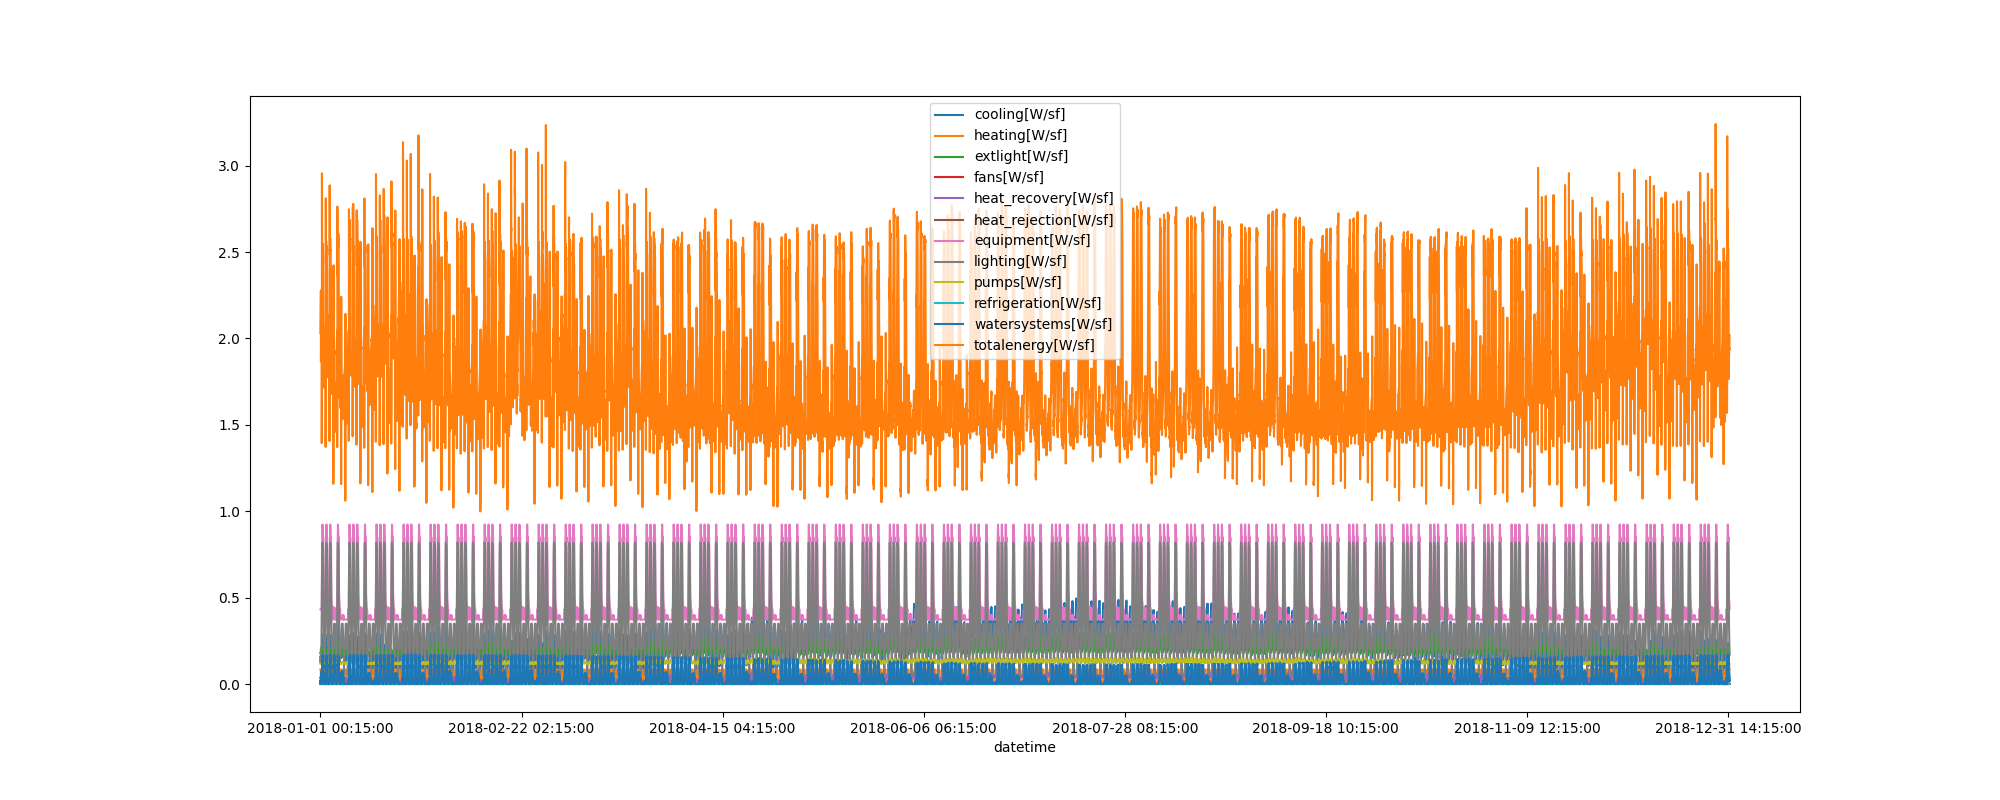 cooling[W/sf]
heating[W/sf]
extlight[W/sf]
fans[W/sf]
heat_recovery[W/sf]
heat_rejection[W/sf]
equipment[W/sf]
lighting[W/sf]
pumps[W/sf]
refrigeration[W/sf]
watersystems[W/sf]
totalenergy[W/sf]
3.0
2.5
2.0
1.5
1.0
0.5
0.0
2018-01-01 00:15:00 2018-02-22 02:15:00 2018-04-15 04:15:00 2018-06-06 06:15:00 2018-07-28 08:15:00 2018-09-18 10:15:00 2018-11-09 12:15:00 2018-12-31 14:15:00
datetime